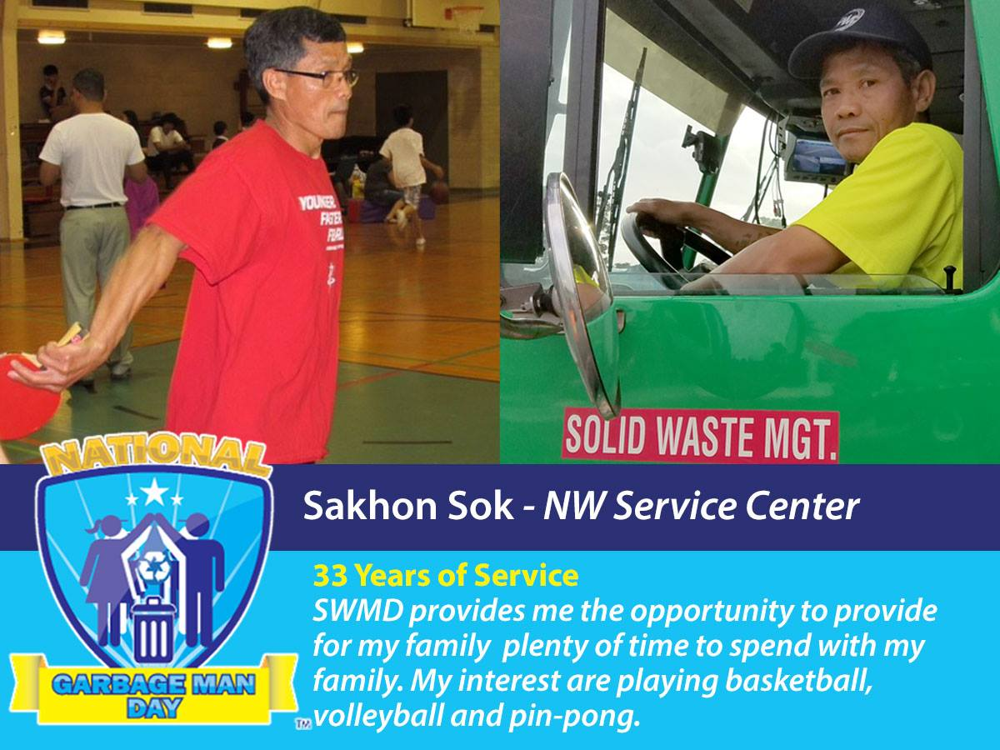 YOUNGER
FASTER
SOLID WASTE MGT.
NATIONAL
GARBAGE MAN
DAY
TM
Sakhon Sok - NW Service Center
33 Years of Service
SWMD provides me the opportunity to provide
for my family plenty of time to spend with my
family. My interest are playing basketball,
volleyball and pin-pong.